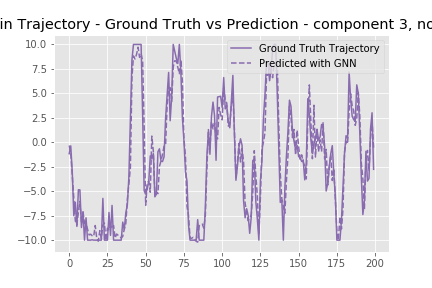 in Trajectory - Ground Truth vs Prediction - component 3, no
Ground Truth Trajectory
Predicted with GNN
10.0
7.5
5.0
2.5
0.0
−2.5
−5.0
−7.5
−10.0
0 25 50 75 100 125 150 175 200